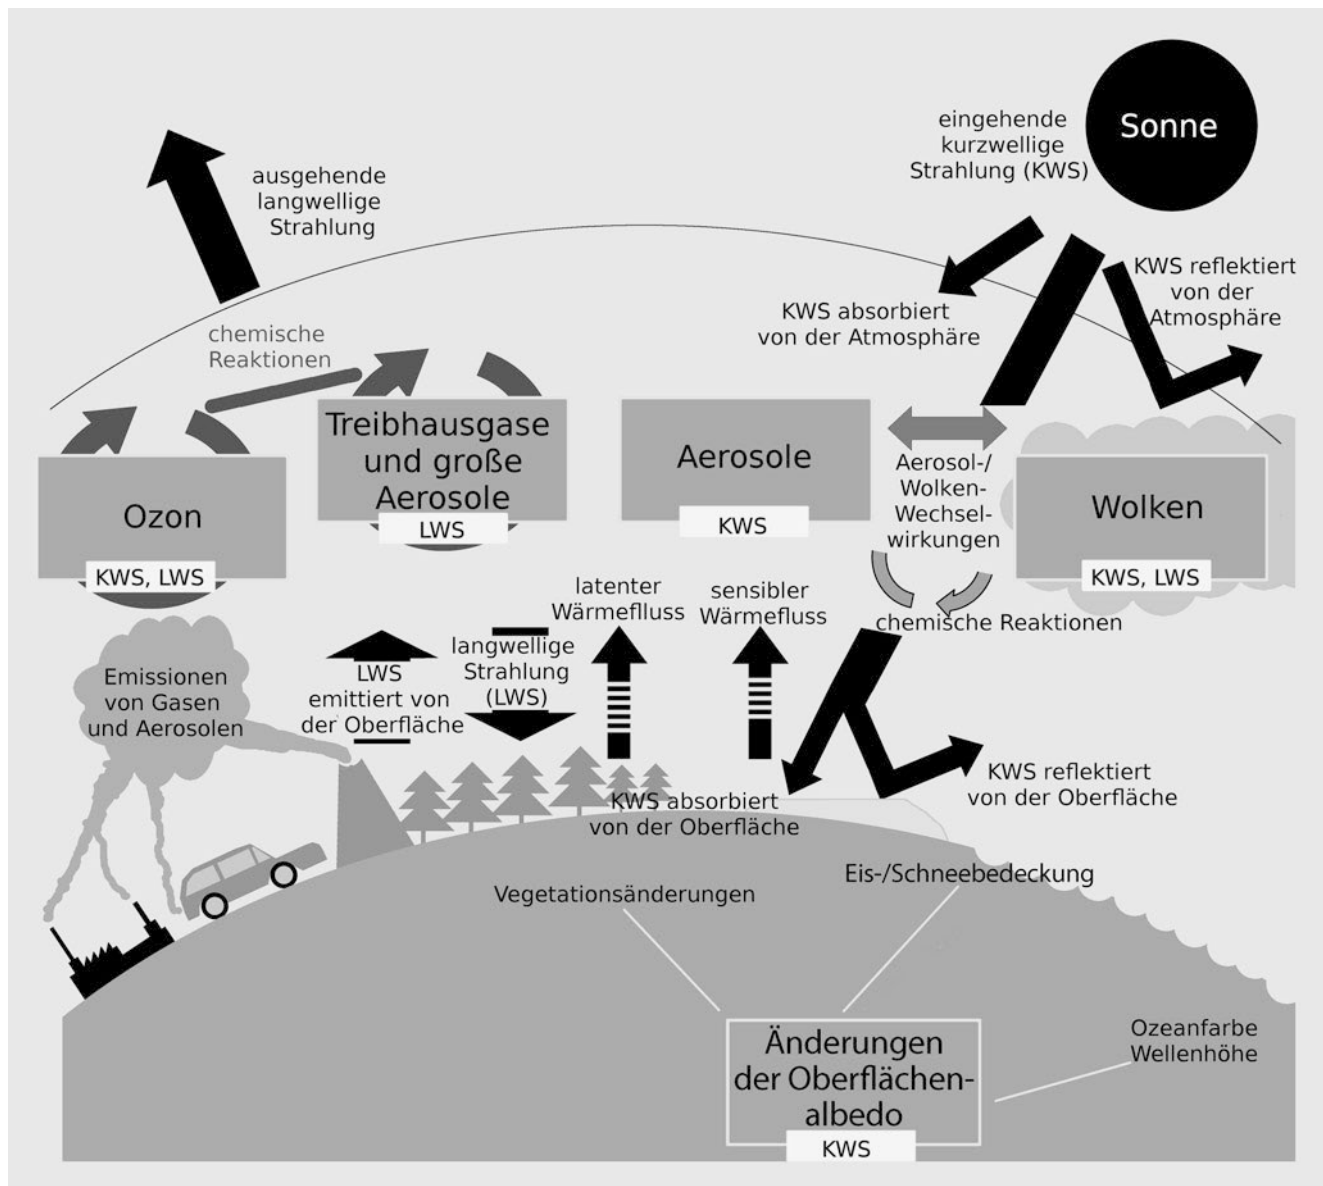 Sonne
eingehende
kurzwellige
Strahlung (KWS)
ausgehende
langwellige
Strahlung
KWS reflektiert
von der
Atmosphäre
KWS absorbiert
von der Atmosphäre
chemische
Reaktionen
Treibhausgase
und große
Aerosole
LWS
Aerosole
KWS
Aerosol-/
Wolken-
Wechsel-
wirkungen
Wolken
KWS, LWS
Ozon
KWS, LWS
chemische Reaktionen
latenter
Wärmeflluss
sensibler
Wärmefluss
langwellige
Strahlung
(LWS)
LWS
emittiert von
der Oberfläche
Emissionen
von Gasen
und Aerosolen
KWS reflektiert
von der Oberfläche
KWS absorbiert
von der Oberfläche
Eis-/Schneebedeckung
Vegetationsänderungen
Änderungen
der Oberflächen-
albedo
KWS
Ozeanfarbe
Wellenhöhe